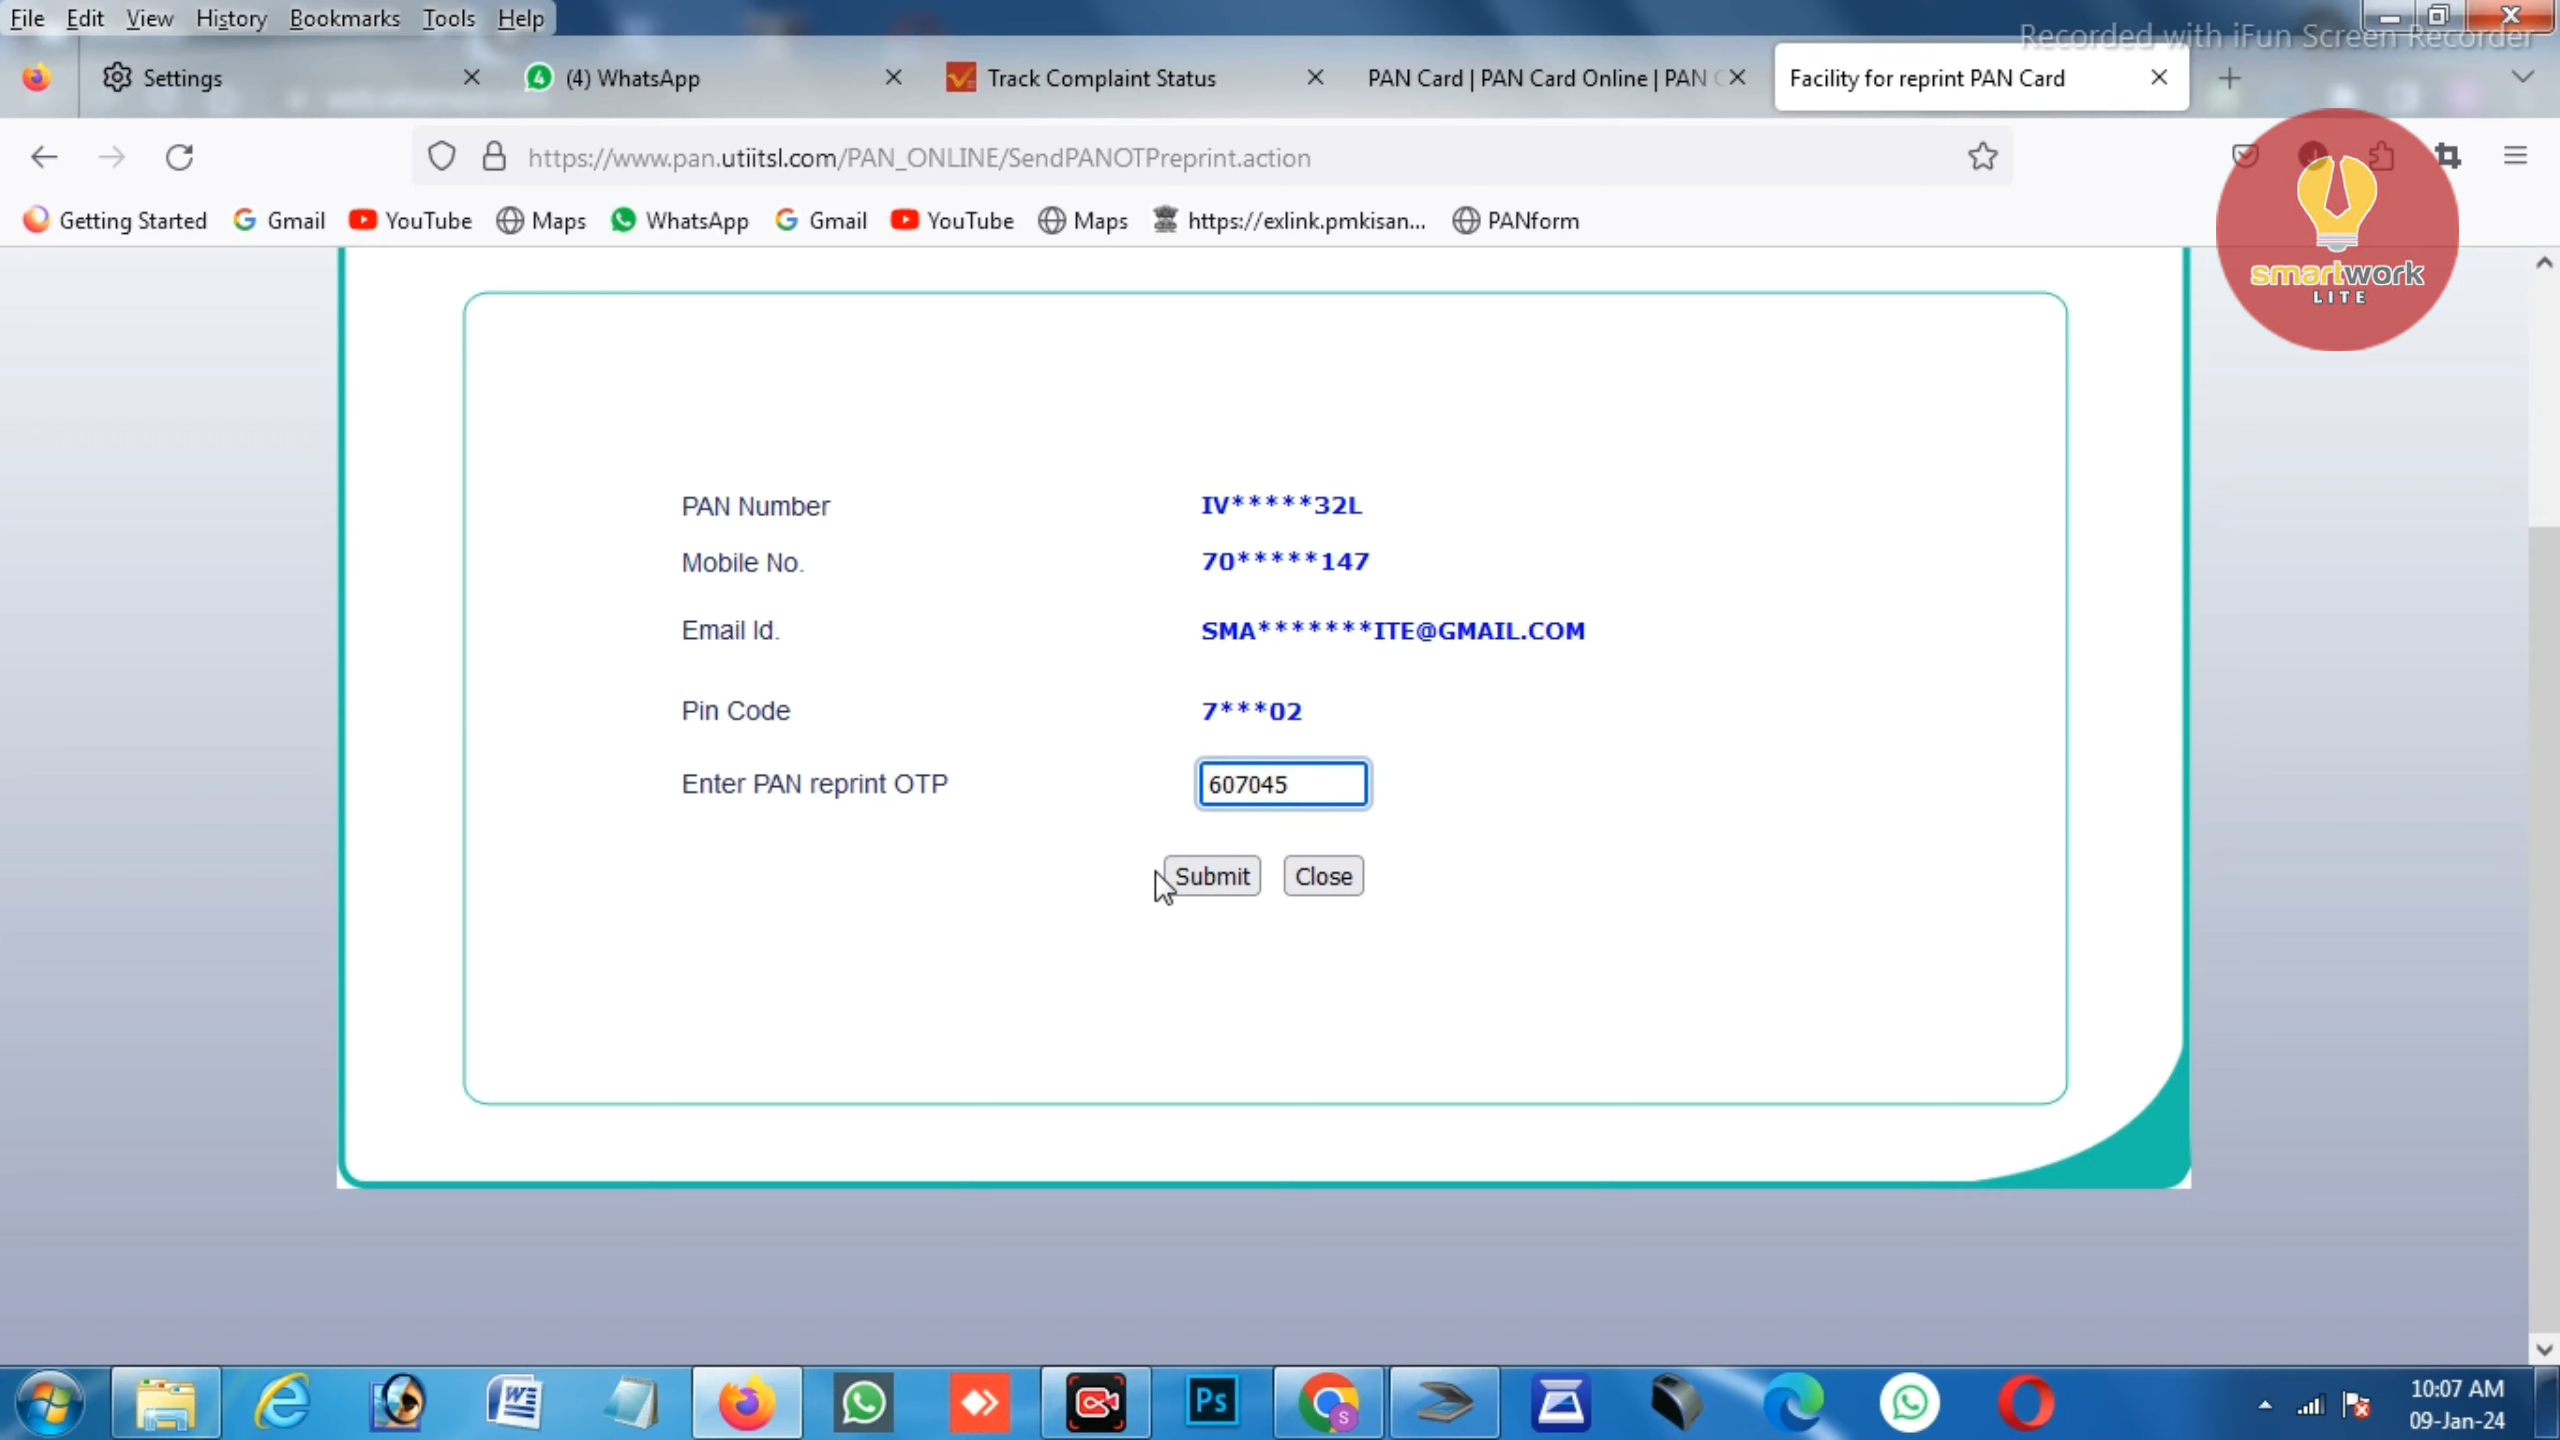 File Edit View History Bookmarks Tools Help
Recorded with iFun Screen Recorder
Settings
(4) WhatsApp
Track Complaint Status
PAN Card | PAN Card Online | PAN
Facility for reprint PAN Card
https://www.pan.utiitsl.com/PAN_ONLINE/SendPANOTPreprint.action
Getting Started Gmail YouTube Maps WhatsApp Gmail YouTube Maps https://exlink.pmkisan... PANform
smartwork
LITE
PAN Number IV*****32L
Mobile No. 70*****147
Email Id. SMA*******ITE@GMAIL.COM
Pin Code 7***02
Enter PAN reprint OTP 607045
Submit Close
Ps
S
10:07 AM
09-Jan-24